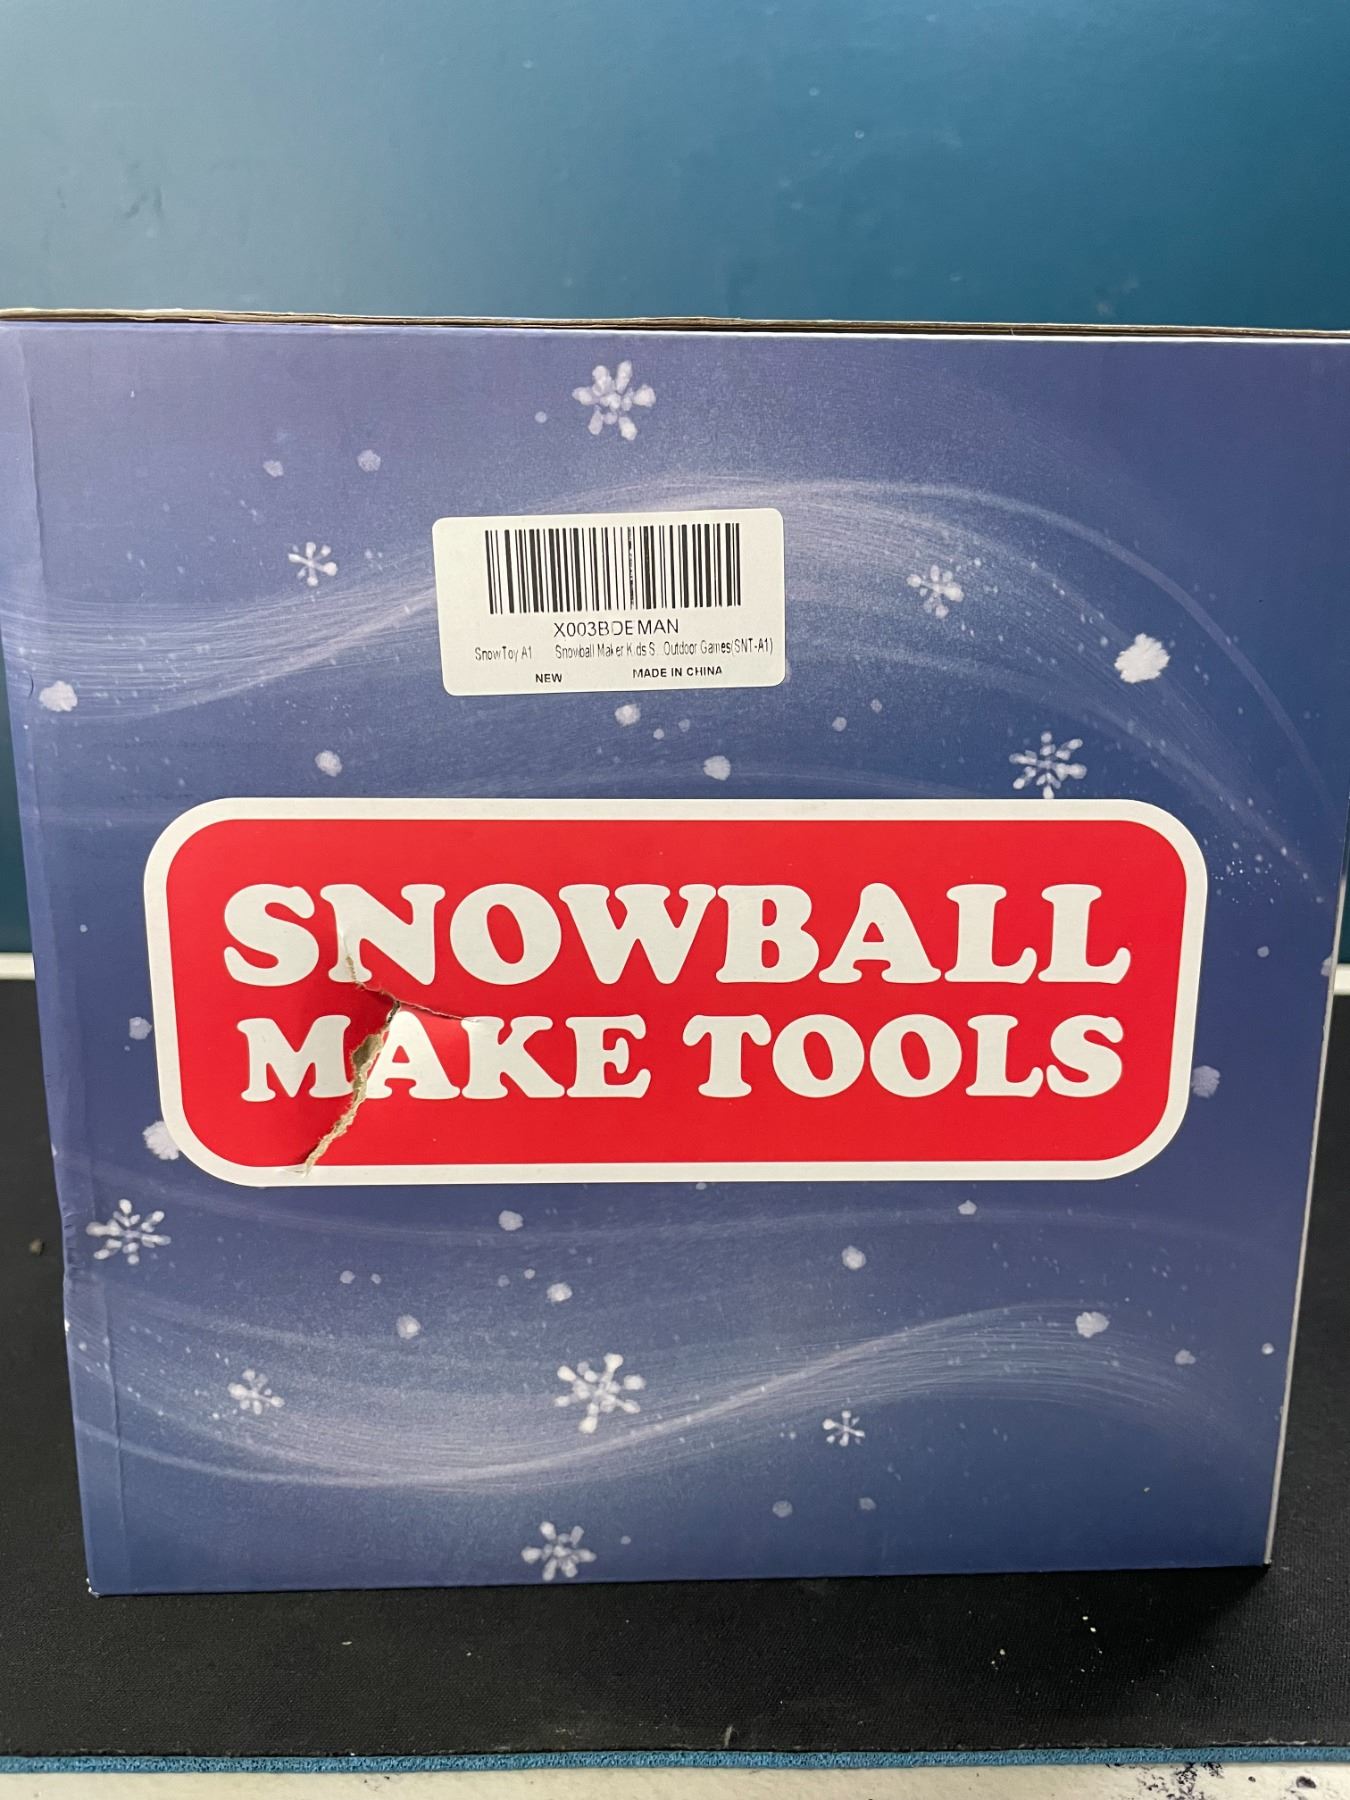 X003BDEMAN
SnowToy A1 Snowball Maker Kids S. Outdoor Games(SNT-A1)
NEW MADE IN CHINA
SNOWBALL
MAKE TOOLS